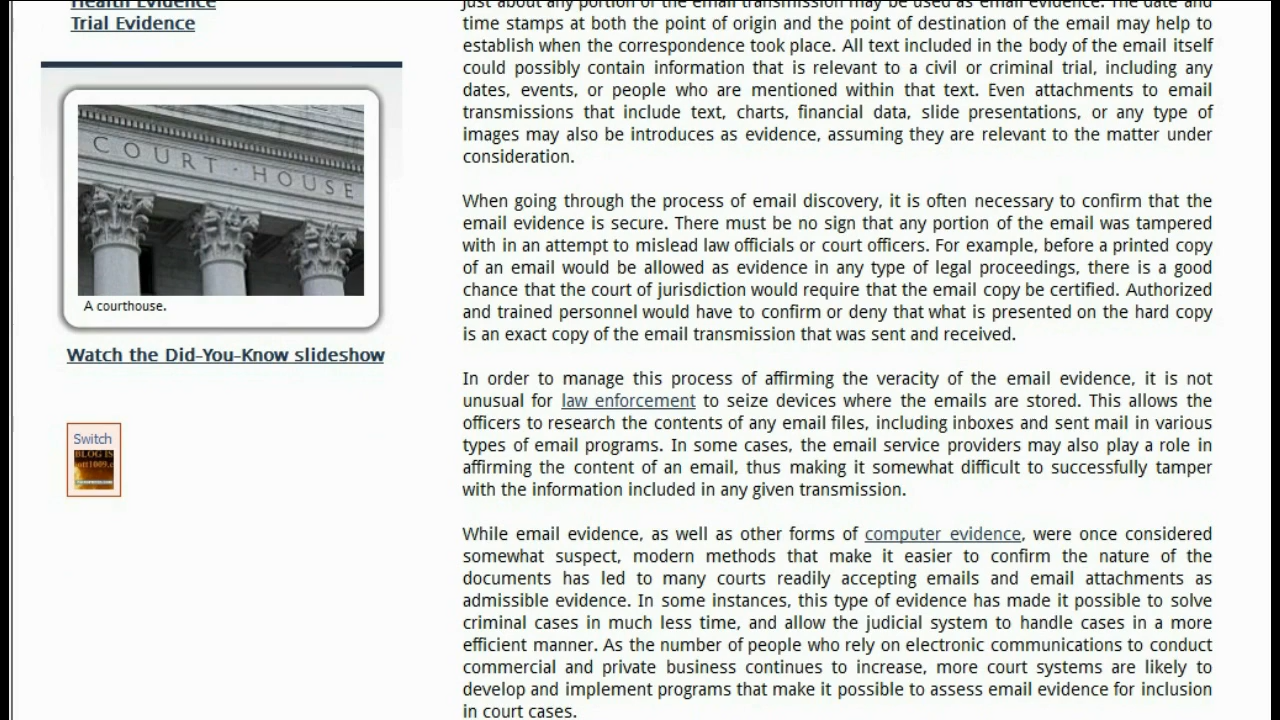 Health Evidence
Trial Evidence
COURT·HOUSE
A courthouse.
Watch the Did-You-Know slideshow
Switch
BLOG IS
just about any portion of the email transmission may be used as email evidence. The date and
time stamps at both the point of origin and the point of destination of the email may help to
establish when the correspondence took place. All text included in the body of the email itself
could possibly contain information that is relevant to a civil or criminal trial, including any
dates, events, or people who are mentioned within that text. Even attachments to email
transmissions that include text, charts, financial data, slide presentations, or any type of
images may also be introduces as evidence, assuming they are relevant to the matter under
consideration.
When going through the process of email discovery, it is often necessary to confirm that the
email evidence is secure. There must be no sign that any portion of the email was tampered
with in an attempt to mislead law officials or court officers. For example, before a printed copy
of an email would be allowed as evidence in any type of legal proceedings, there is a good
chance that the court of jurisdiction would require that the email copy be certified. Authorized
and trained personnel would have to confirm or deny that what is presented on the hard copy
is an exact copy of the email transmission that was sent and received.
In order to manage this process of affirming the veracity of the email evidence, it is not
unusual for law enforcement to seize devices where the emails are stored. This allows the
officers to research the contents of any email files, including inboxes and sent mail in various
types of email programs. In some cases, the email service providers may also play a role in
affirming the content of an email, thus making it somewhat difficult to successfully tamper
with the information included in any given transmission.
While email evidence, as well as other forms of computer evidence, were once considered
somewhat suspect, modern methods that make it easier to confirm the nature of the
documents has led to many courts readily accepting emails and email attachments as
admissible evidence. In some instances, this type of evidence has made it possible to solve
criminal cases in much less time, and allow the judicial system to handle cases in a more
efficient manner. As the number of people who rely on electronic communications to conduct
commercial and private business continues to increase, more court systems are likely to
develop and implement programs that make it possible to assess email evidence for inclusion
in court cases.